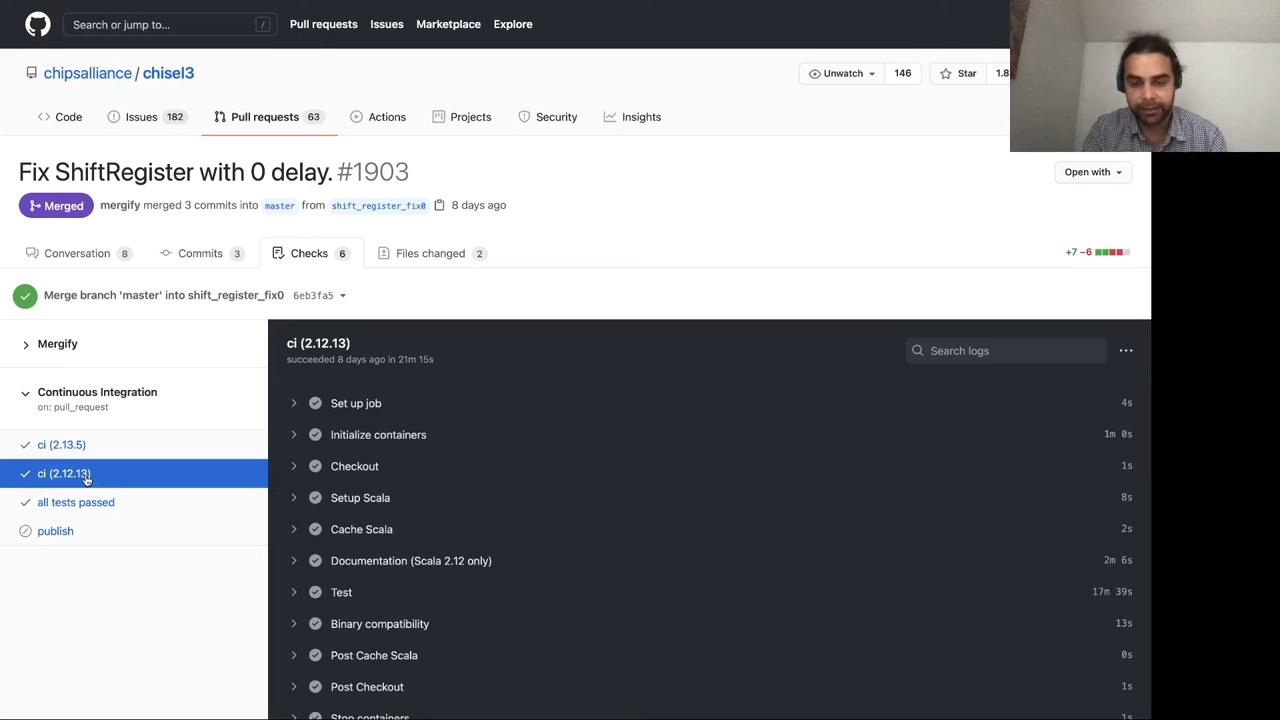 Search or jump to... /
Pull requests Issues Marketplace Explore
chipsalliance / chisel3
Unwatch 146 Star 1.8
Code Issues 182 Pull requests 63 Actions Projects Security Insights
Fix ShiftRegister with 0 delay. #1903
Open with
Merged mergify merged 3 commits into master from shift_register_fix0 8 days ago
Conversation 8 Commits 3 Checks 6 Files changed 2
+7 −6
Merge branch 'master' into shift_register_fix0 6eb3fa5
Mergify
Continuous Integration
on: pull_request
ci (2.13.5)
ci (2.12.13)
all tests passed
publish
ci (2.12.13)
succeeded 8 days ago in 21m 15s
Search logs
Set up job 4s
Initialize containers 1m 0s
Checkout 1s
Setup Scala 8s
Cache Scala 2s
Documentation (Scala 2.12 only) 2m 6s
Test 17m 39s
Binary compatibility 13s
Post Cache Scala 0s
Post Checkout 1s
Stop containers 1s